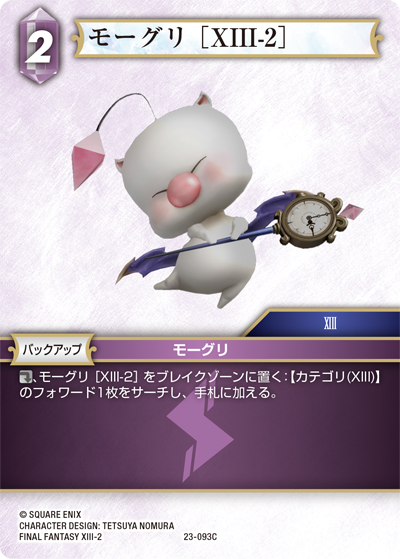 2
モーグリ［XIII-2］
XIII
バックアップ
モーグリ
、モーグリ［XIII-2］をブレイクゾーンに置く：【カテゴリ(XIII)】
のフォワード1枚をサーチし、手札に加える。
© SQUARE ENIX
CHARACTER DESIGN: TETSUYA NOMURA
FINAL FANTASY XIII-2
23-093C